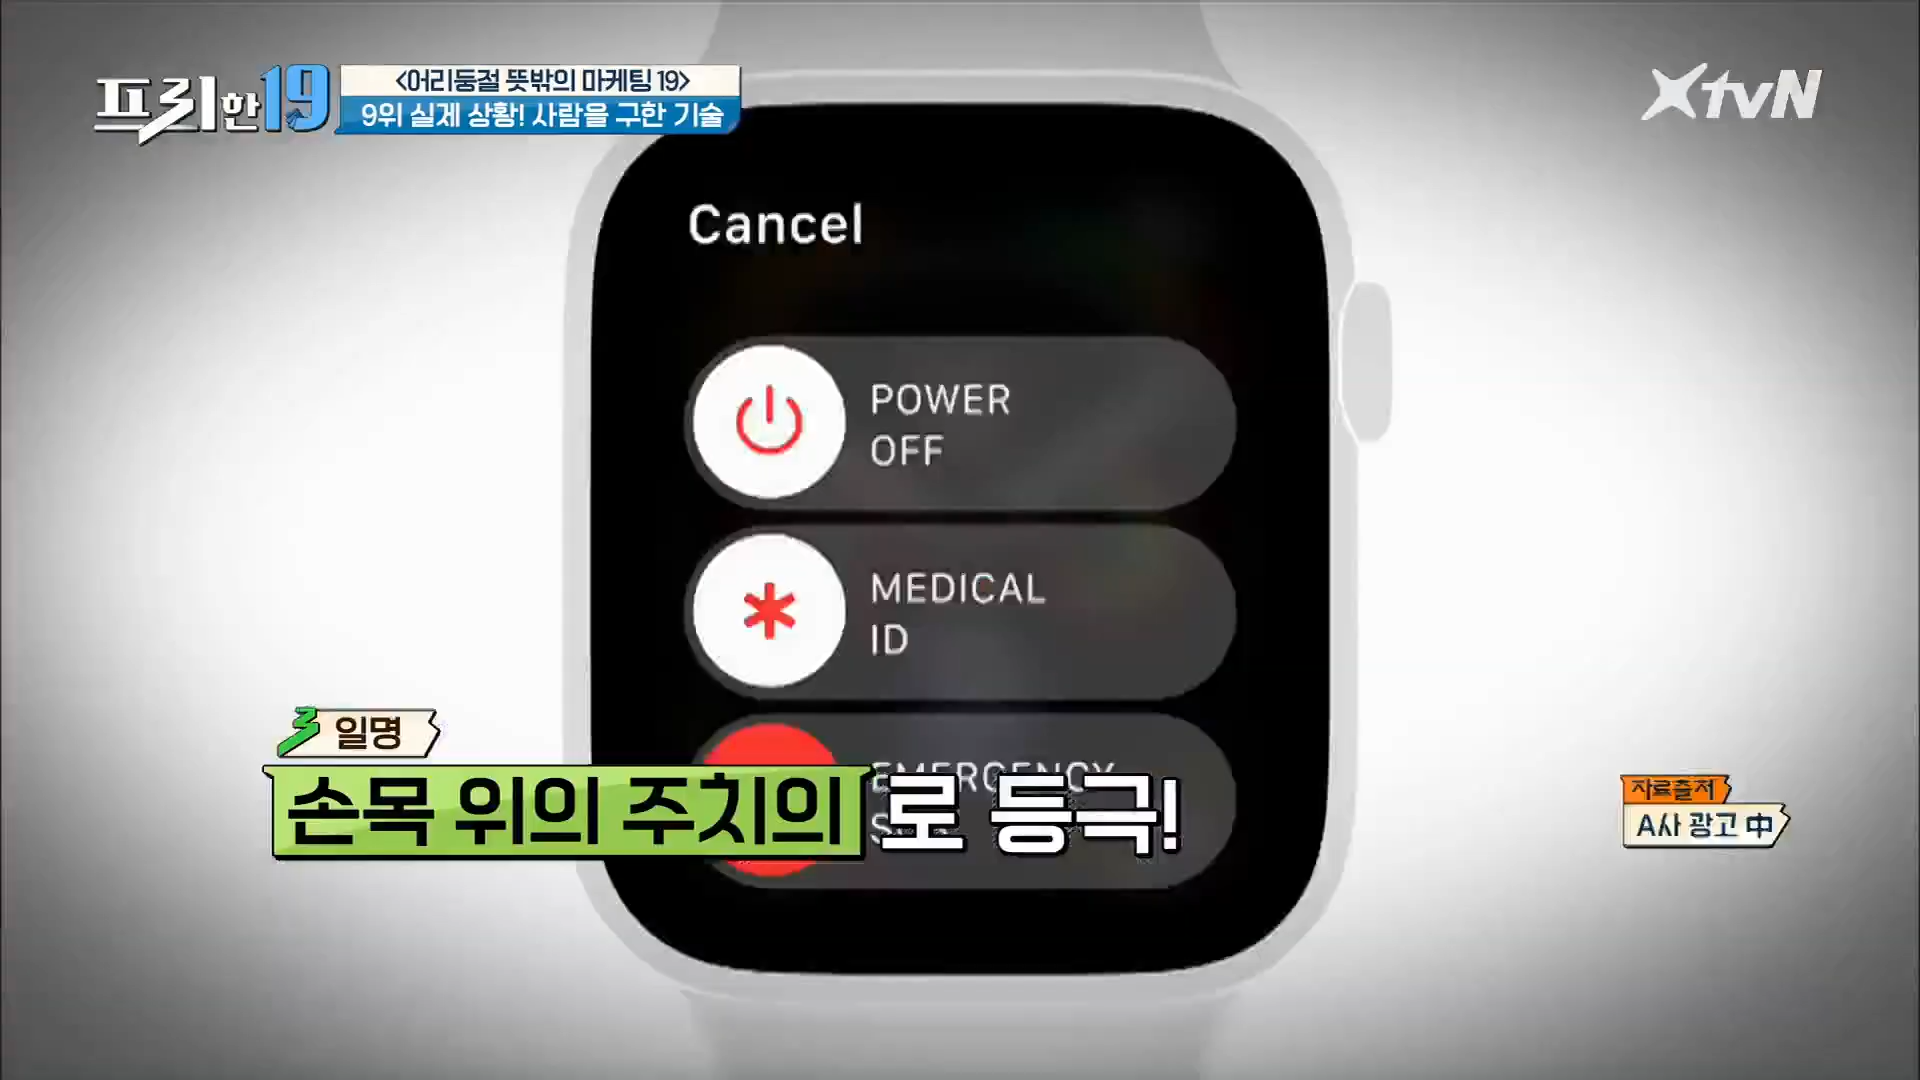 프리한19
<어리둥절 뜻밖의 마케팅 19>
9위 실제 상황! 사람을 구한 기술
XtvN
Cancel
POWER
OFF
MEDICAL
ID
EMERGENCY
일명
손목 위의 주치의로 등극!
자료출처
A사 광고 中